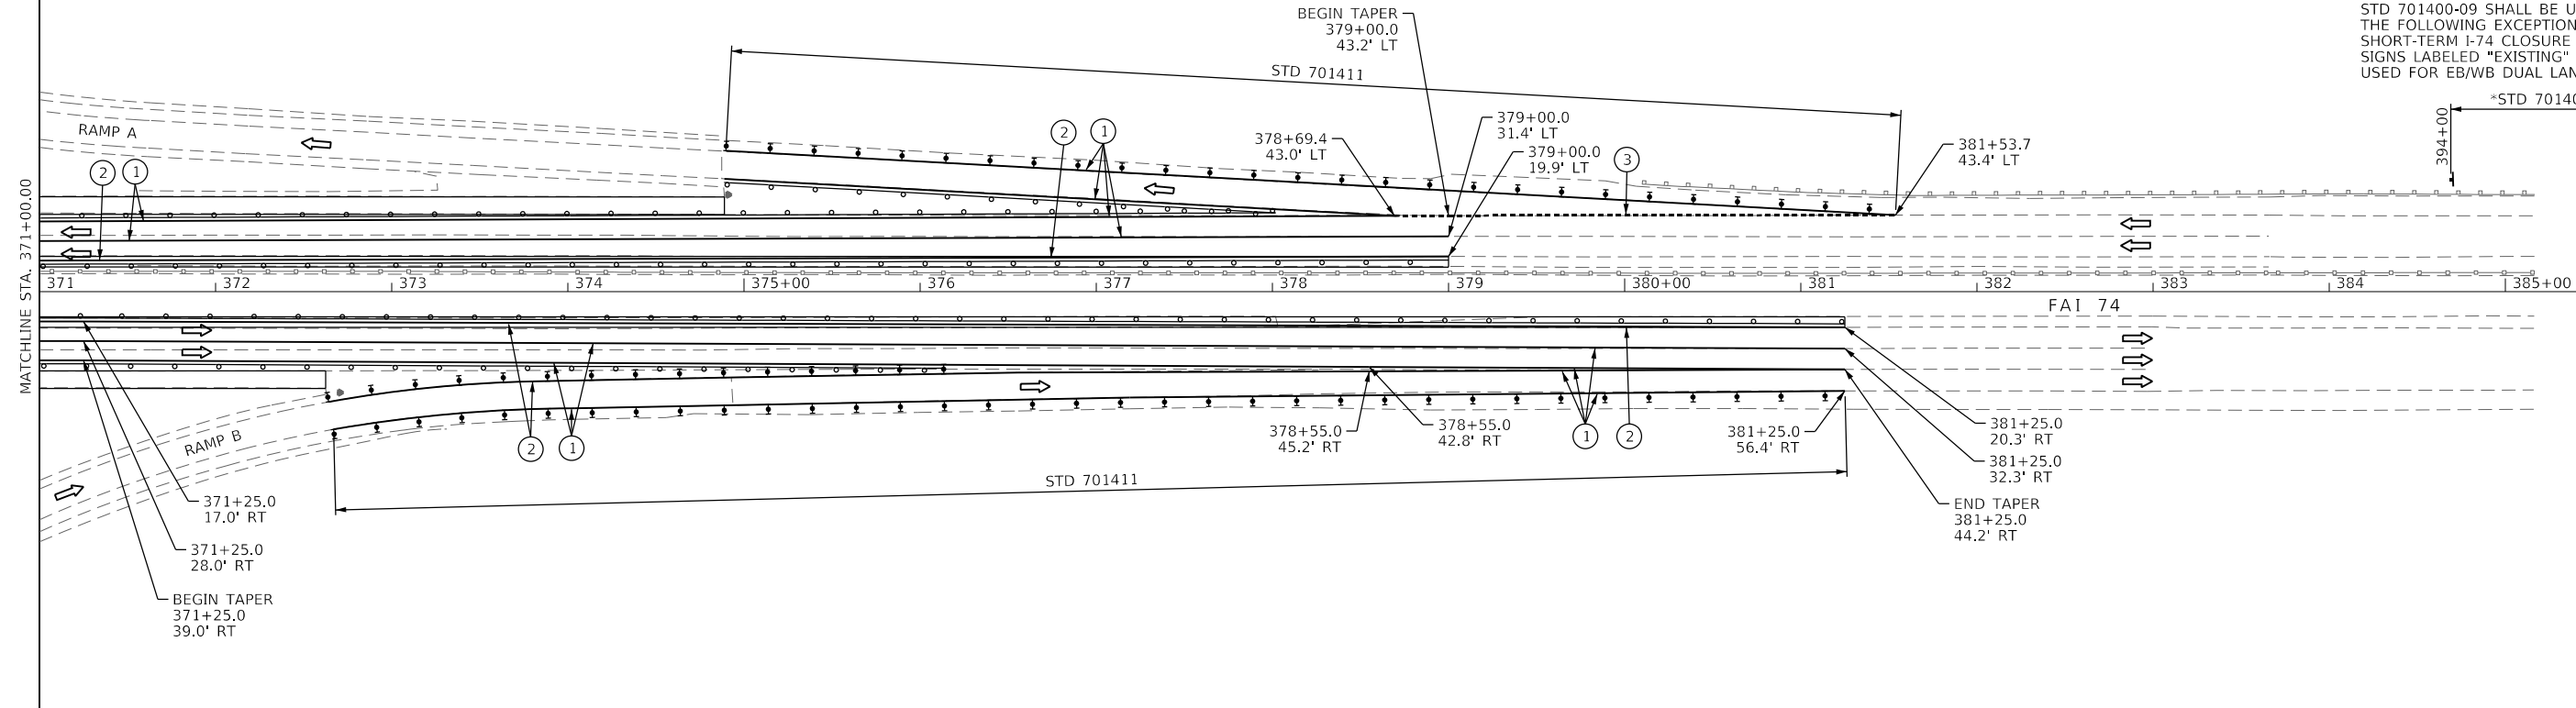 BEGIN TAPER
379+00.0
43.2' LT
STD 701400-09 SHALL BE U
THE FOLLOWING EXCEPTION
SHORT-TERM I-74 CLOSURE
SIGNS LABELED "EXISTING"
USED FOR EB/WB DUAL LAN
*STD 70140
394+00
STD 701411
RAMP A
2
1
2
1
378+69.4
43.0' LT
379+00.0
31.4' LT
379+00.0
19.9' LT
3
381+53.7
43.4' LT
MATCHLINE STA. 371+00.00
371
372
373
374
375+00
376
377
378
379
380+00
381
382
383
384
385+00
FAI 74
RAMP B
2
1
378+55.0
45.2' RT
378+55.0
42.8' RT
1
2
381+25.0
56.4' RT
381+25.0
20.3' RT
381+25.0
32.3' RT
STD 701411
END TAPER
381+25.0
44.2' RT
371+25.0
17.0' RT
371+25.0
28.0' RT
BEGIN TAPER
371+25.0
39.0' RT